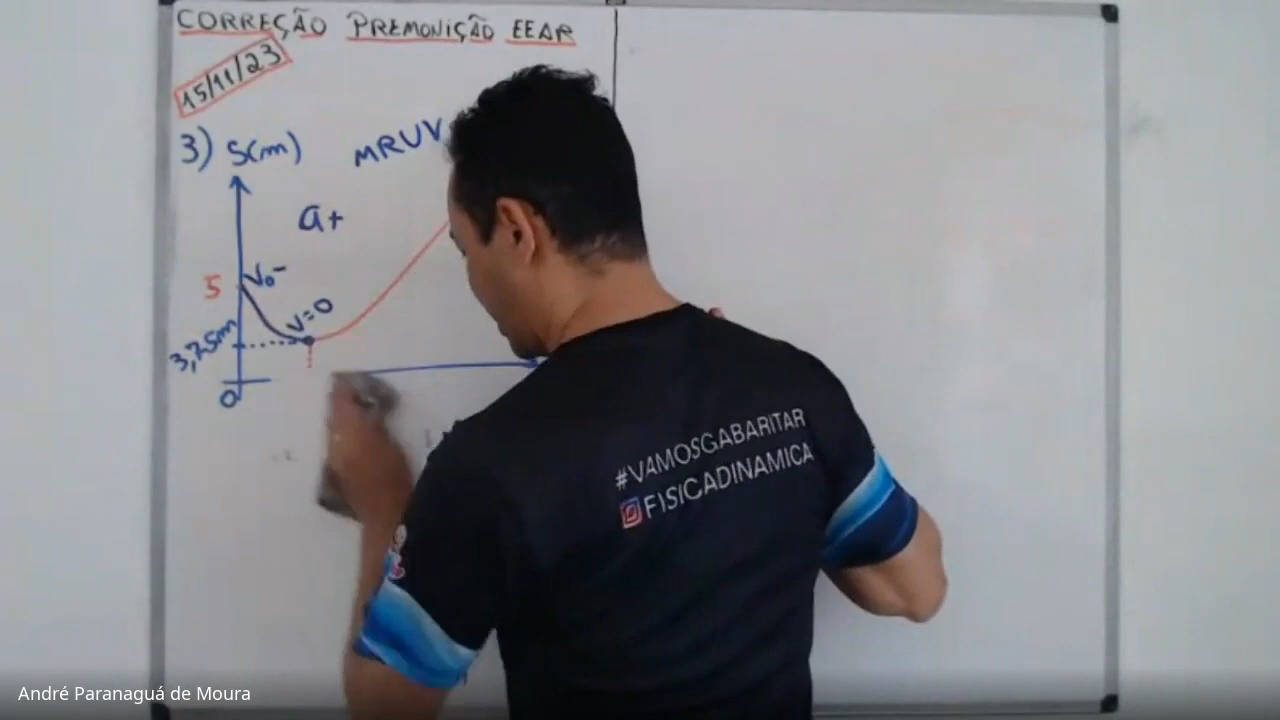 CORREÇÃO PREMONIÇÃO EEAR
15/11/23
3) S(m) MRUV
a+
5 V₀-
V=0
3,75m
0
#VAMOSGABARITAR
FISICADINAMICA
André Paranaguá de Moura